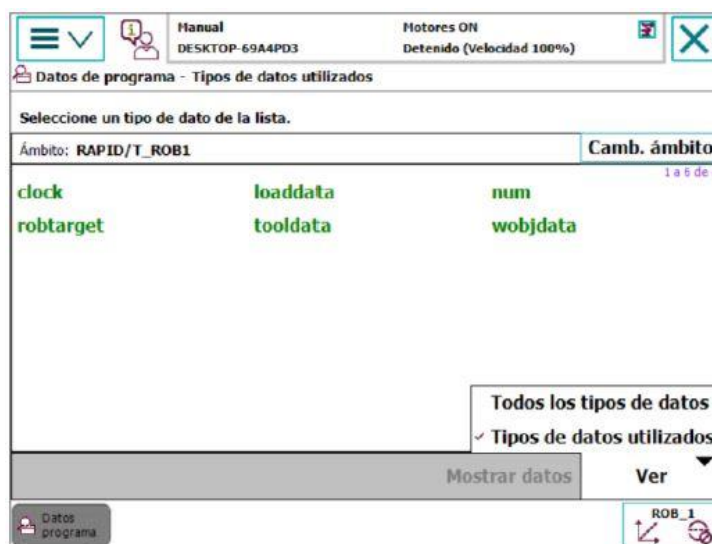 Manual
DESKTOP-69A4PD3
Motores ON
Detenido (Velocidad 100%)
Datos de programa - Tipos de datos utilizados
Seleccione un tipo de dato de la lista.
Ámbito: RAPID/T_ROB1
Camb. ámbito
1 a 6 de
clock loaddata num
robtarget tooldata wobjdata
Todos los tipos de datos
✓ Tipos de datos utilizados
Mostrar datos
Ver
Datos
programa
ROB_1